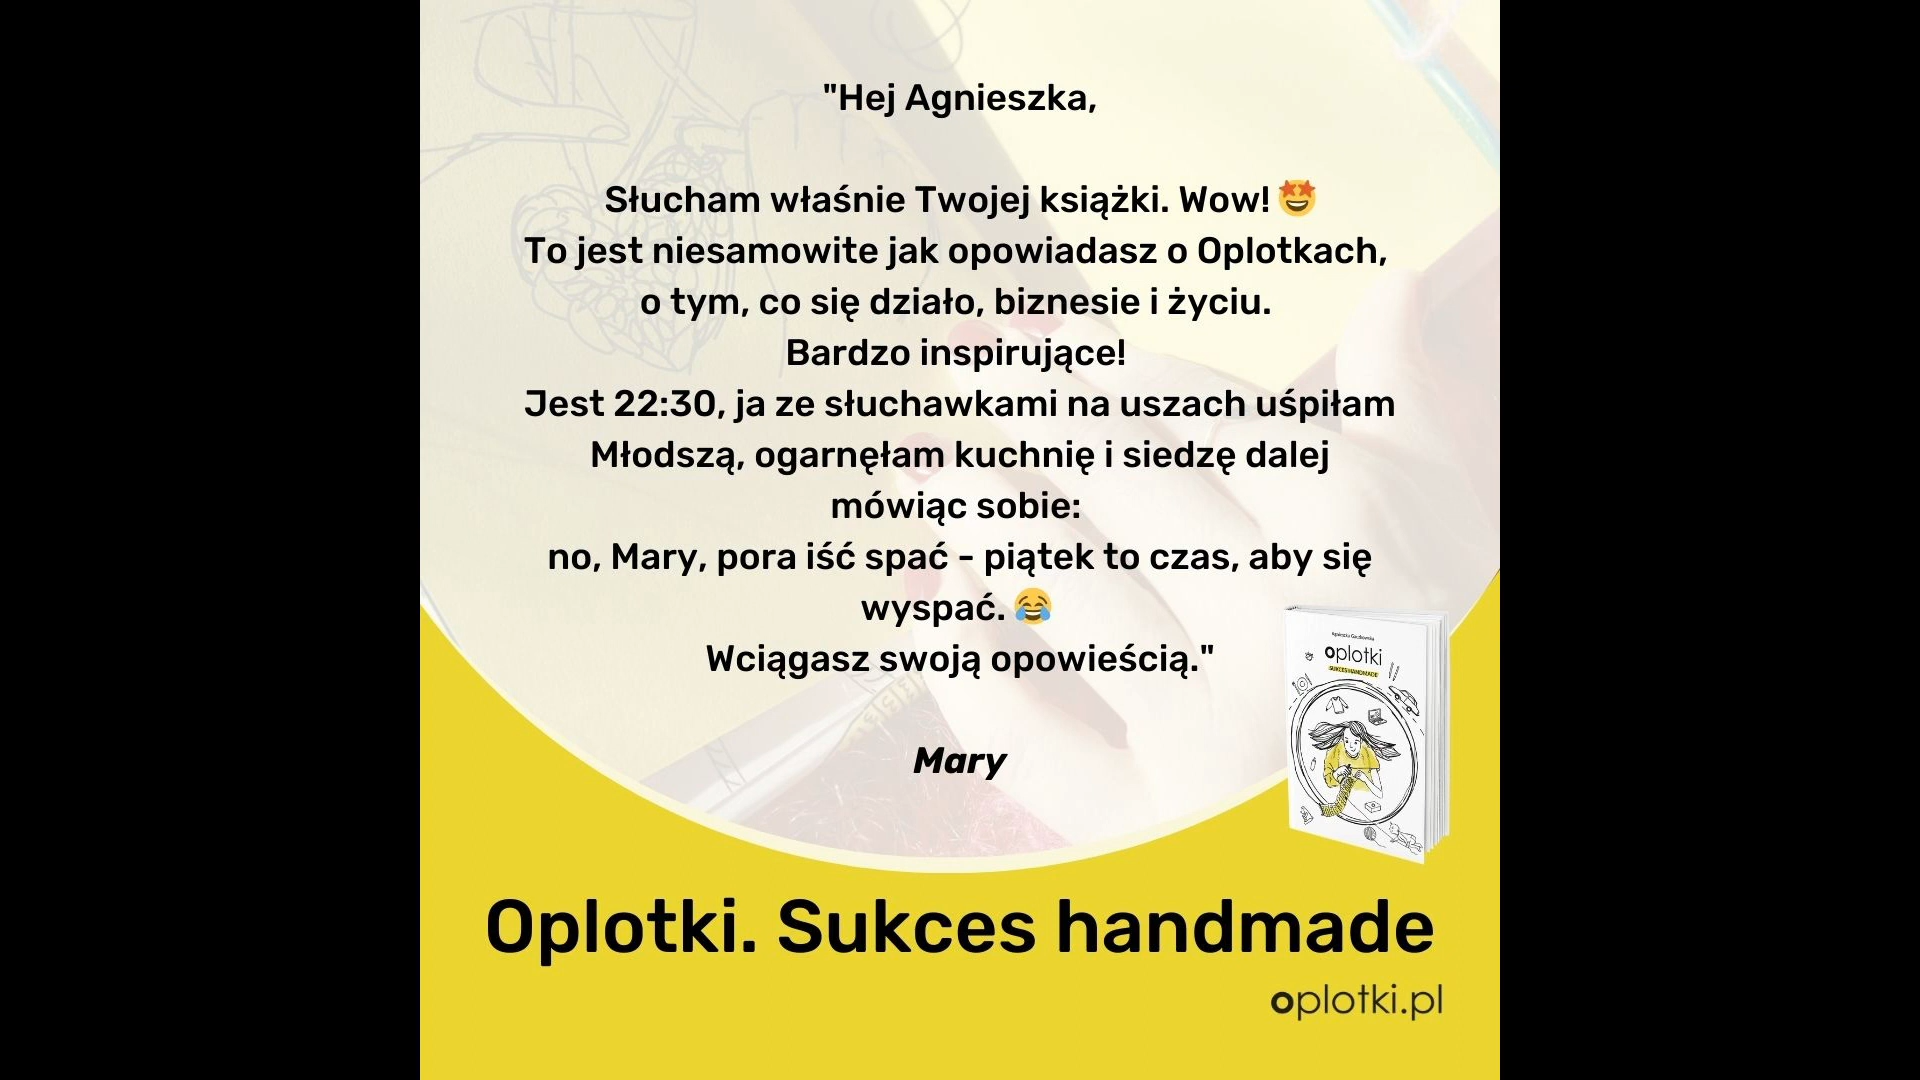 "Hej Agnieszka,
Słucham właśnie Twojej książki. Wow! 🤩
To jest niesamowite jak opowiadasz o Oplotkach,
o tym, co się działo, biznesie i życiu.
Bardzo inspirujące!
Jest 22:30, ja ze słuchawkami na uszach uśpiłam
Młodszą, ogarnęłam kuchnię i siedzę dalej
mówiąc sobie:
no, Mary, pora iść spać - piątek to czas, aby się
wyspać. 😂
Wciągasz swoją opowieścią."
Mary
oplotki
SUKCES HANDMADE
Oplotki. Sukces handmade
oplotki.pl